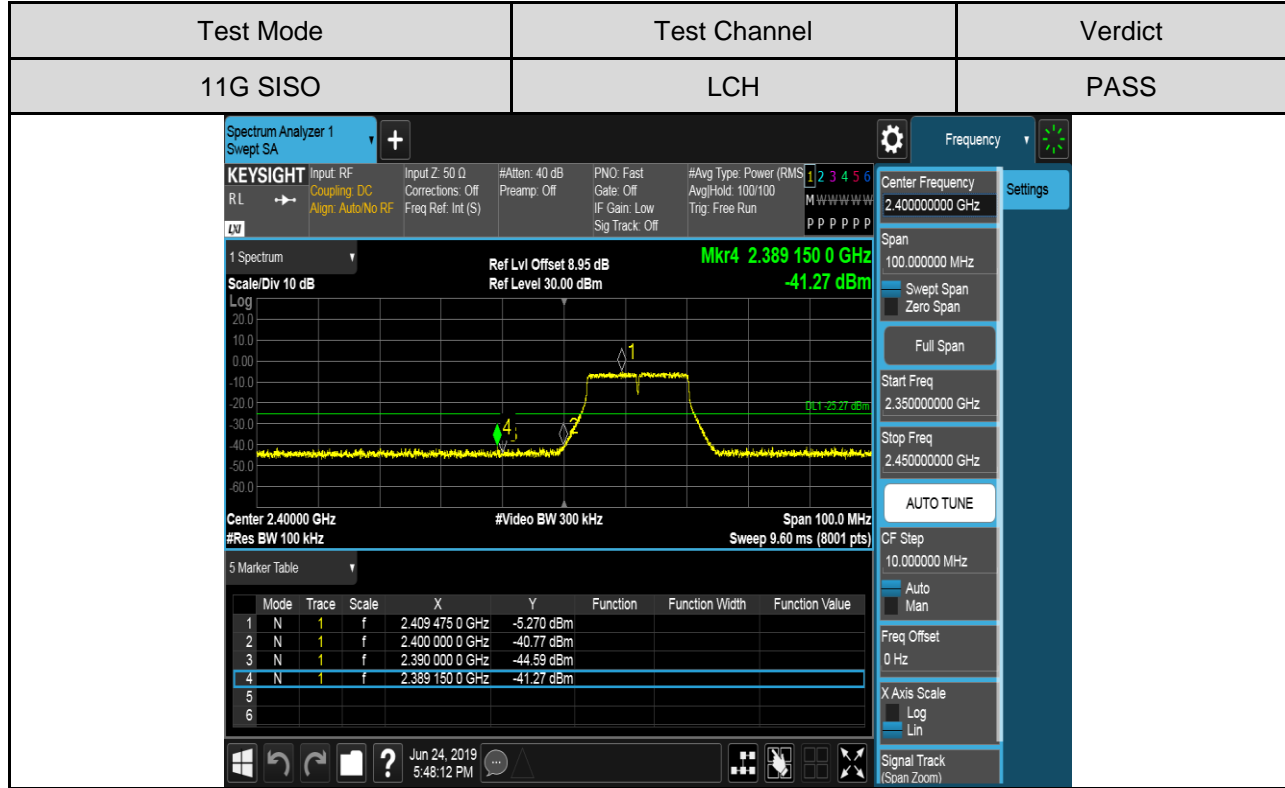 Test Mode Test Channel Verdict
11G SISO LCH PASS
Spectrum Analyzer 1
Swept SA
+
Frequency
KEYSIGHT Input: RF Input Z: 50 Ω #Atten: 40 dB PNO: Fast #Avg Type: Power (RMS 1 2 3 4 5 6
RL Coupling: DC Corrections: Off Preamp: Off Gate: Off Avg|Hold: 100/100 M W W W W W
Align: Auto/No RF Freq Ref: Int (S) IF Gain: Low Trig: Free Run
LXI Sig Track: Off P P P P P P
Center Frequency
2.400000000 GHz
Settings
Span
100.000000 MHz
Swept Span
Zero Span
Full Span
Start Freq
2.350000000 GHz
Stop Freq
2.450000000 GHz
AUTO TUNE
CF Step
10.000000 MHz
Auto
Man
Freq Offset
0 Hz
X Axis Scale
Log
Lin
Signal Track
(Span Zoom)
1 Spectrum Ref Lvl Offset 8.95 dB Mkr4 2.389 150 0 GHz
Scale/Div 10 dB Ref Level 30.00 dBm -41.27 dBm
Log
20.0
10.0
0.00
-10.0
-20.0
-30.0
-40.0
-50.0
-60.0
1
DL1 -25.27 dBm
4 2
Center 2.40000 GHz #Video BW 300 kHz Span 100.0 MHz
#Res BW 100 kHz Sweep 9.60 ms (8001 pts)
5 Marker Table
Mode Trace Scale X Y Function Function Width Function Value
1 N 1 f 2.409 475 0 GHz -5.270 dBm
2 N 1 f 2.400 000 0 GHz -40.77 dBm
3 N 1 f 2.390 000 0 GHz -44.59 dBm
4 N 1 f 2.389 150 0 GHz -41.27 dBm
5
6
? Jun 24, 2019
5:48:12 PM